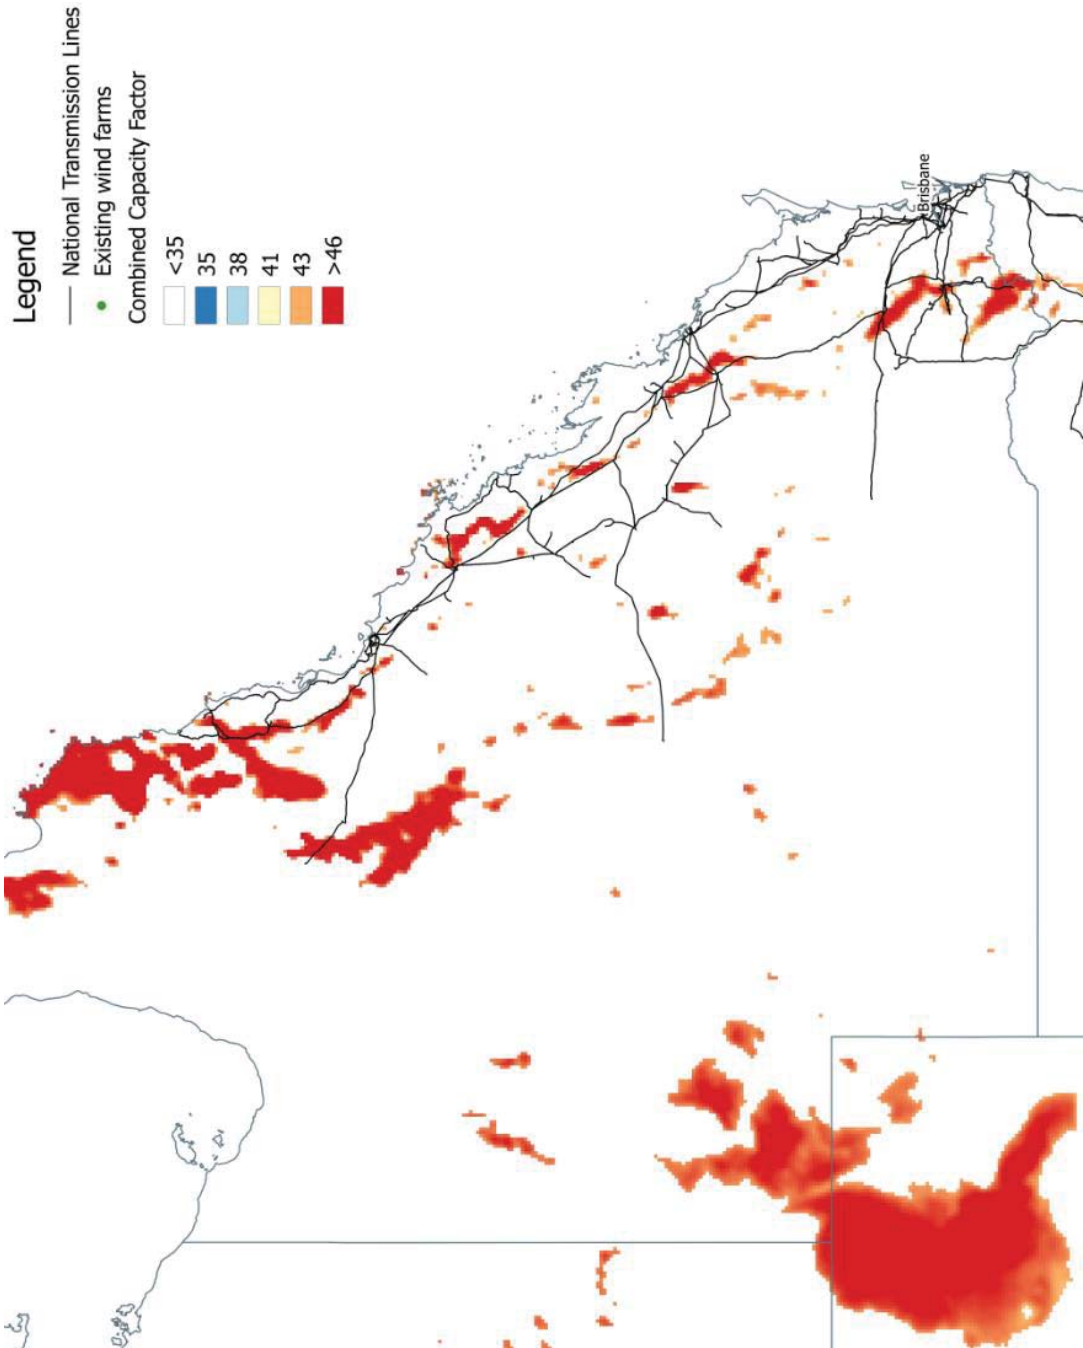 Legend
National Transmission Lines
Existing wind farms
Combined Capacity Factor
<35
35
38
41
43
>46
Brisbane